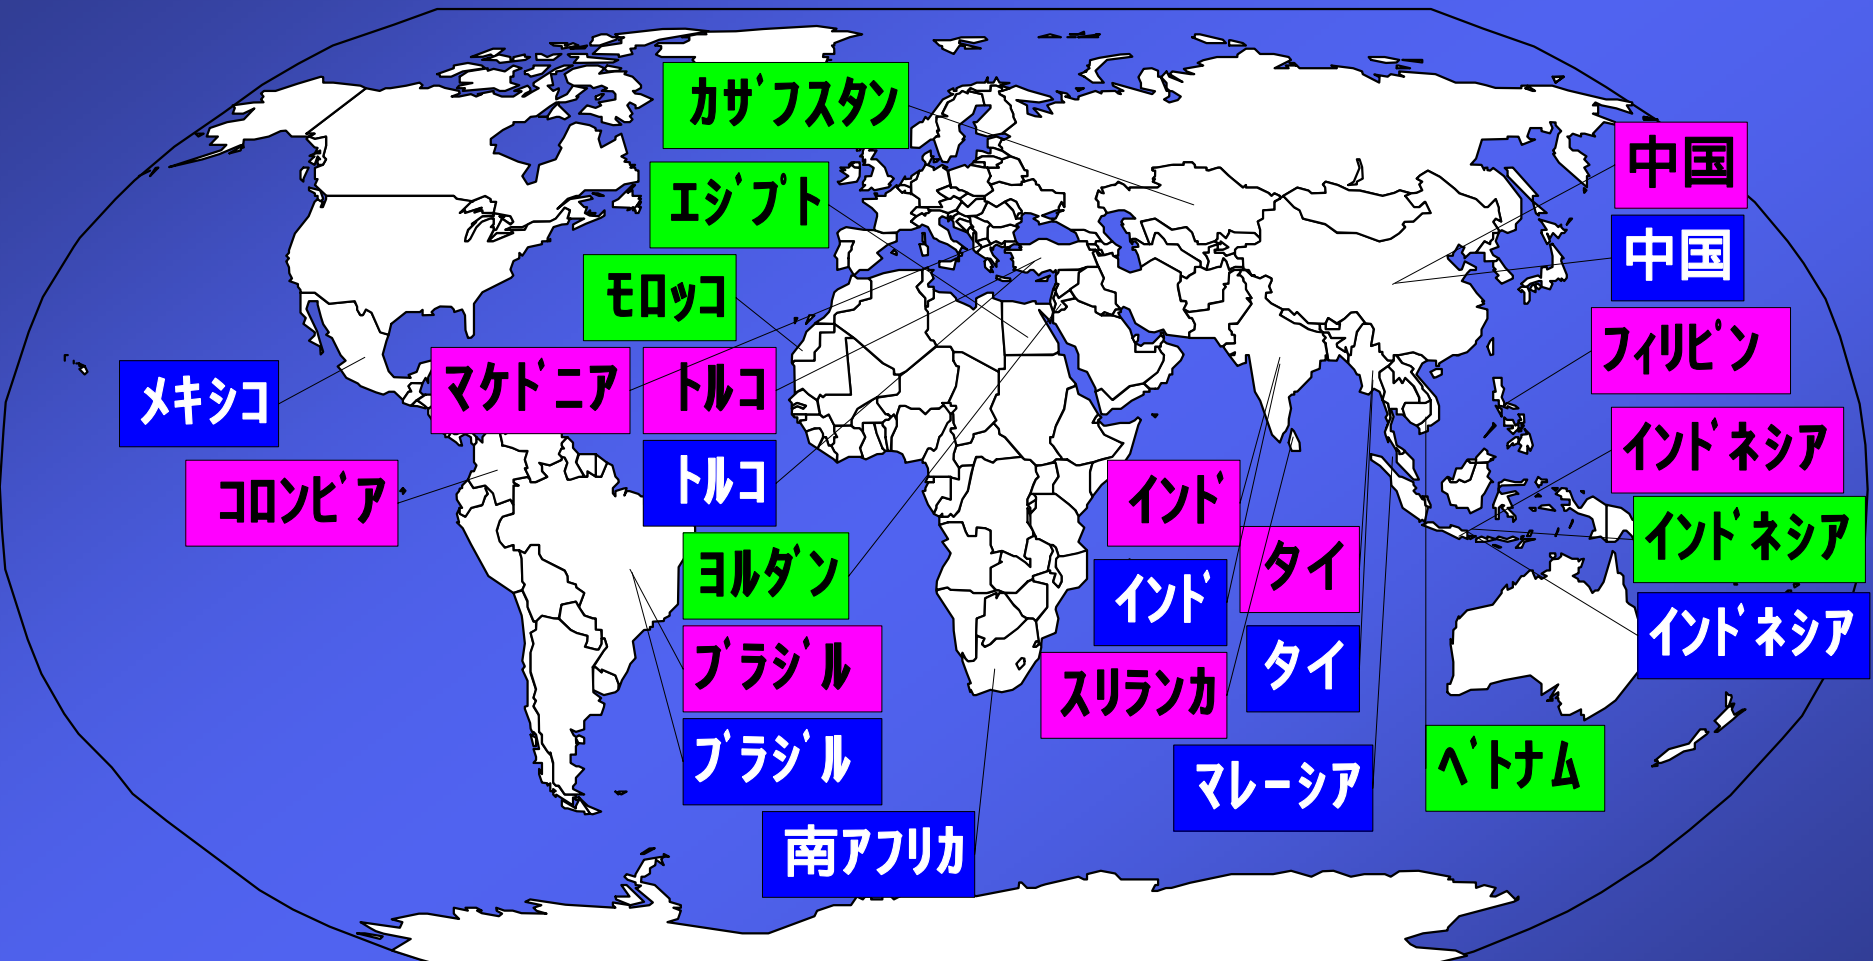 ｶｻﾞﾌｽﾀﾝ
中国
ｴｼﾞﾌﾟﾄ
中国
ﾓﾛｯｺ
ﾌｨﾘﾋﾟﾝ
ﾒｷｼｺ
ﾏｹﾄﾞﾆｱ
ﾄﾙｺ
ｲﾝﾄﾞﾈｼｱ
ｺﾛﾝﾋﾞｱ
ﾄﾙｺ
ｲﾝﾄﾞ
ｲﾝﾄﾞﾈｼｱ
ﾖﾙﾀﾞﾝ
ｲﾝﾄﾞ
タイ
ｲﾝﾄﾞﾈｼｱ
ﾌﾞﾗｼﾞﾙ
ｽﾘﾗﾝｶ
タイ
ﾌﾞﾗｼﾞﾙ
ﾏﾚｰｼｱ
ﾍﾞﾄﾅﾑ
南ｱﾌﾘｶ